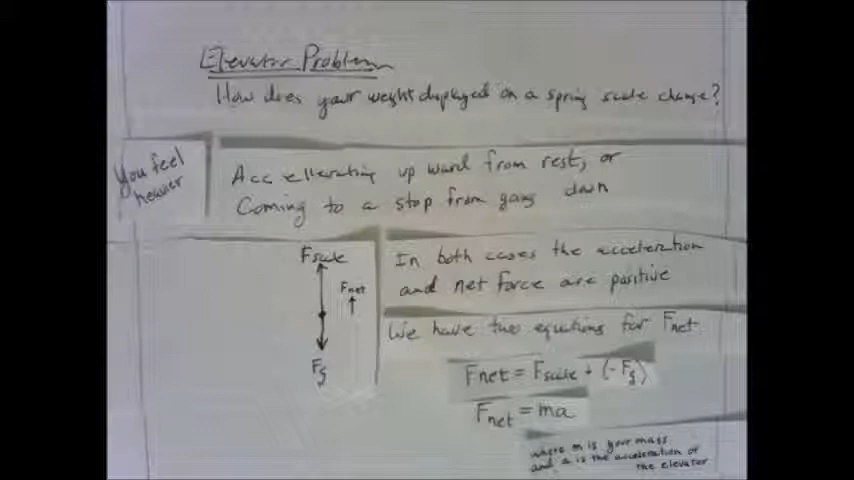 Elevator Problem
How does your weight displayed on a spring scale change?
You feel
heavier
Accellerating upward from rest, or
Coming to a stop from going down
Fscale
Fnet
Fg
In both cases the acceleration
and net force are positive
We have two equations for Fnet
Fnet = Fscale + (-Fg)
Fnet = ma
where m is your mass
and a is the acceleration of
the elevator